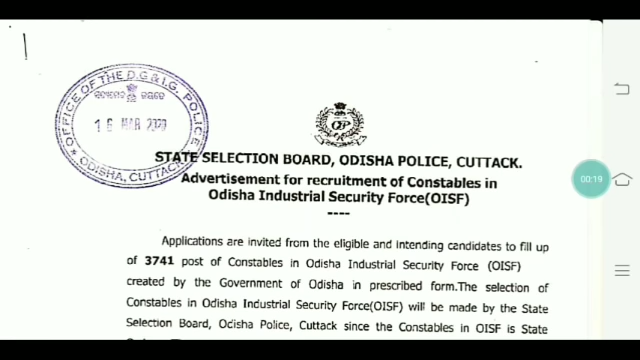 OFFICE OF THE D.G & I.G. POLICE
16 MAR 2020
ODISHA, CUTTACK
STATE SELECTION BOARD, ODISHA POLICE, CUTTACK.
Advertisement for recruitment of Constables in
Odisha Industrial Security Force(OISF)
----
00:19
Applications are invited from the eligible and intending candidates to fill up
of 3741 post of Constables in Odisha Industrial Security Force (OISF)
created by the Government of Odisha in prescribed form.The selection of
Constables in Odisha Industrial Security Force(OISF) will be made by the State
Selection Board, Odisha Police, Cuttack since the Constables in OISF is State